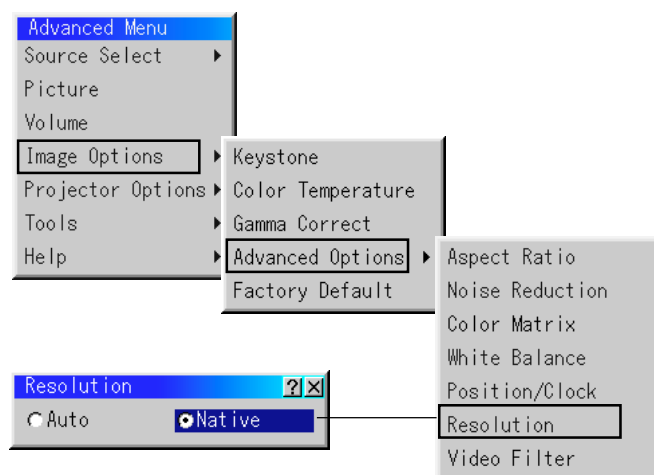 Advanced Menu
Source Select
Picture
Volume
Image Options
Projector Options
Tools
Help
Keystone
Color Temperature
Gamma Correct
Advanced Options
Factory Default
Aspect Ratio
Noise Reduction
Color Matrix
White Balance
Position/Clock
Resolution
Video Filter
Resolution ?
Auto Native